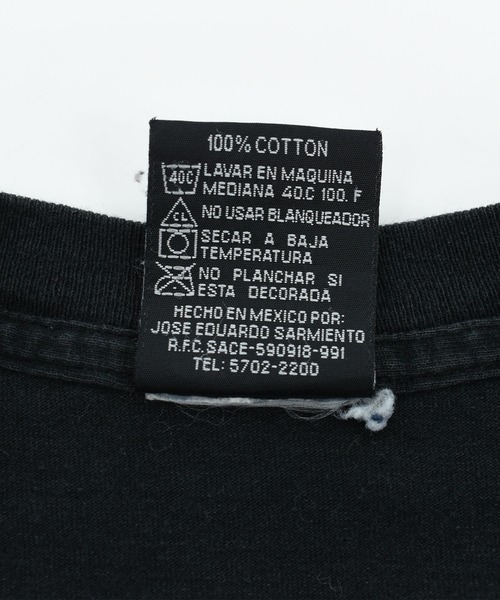 100% COTTON
40C LAVAR EN MAQUINA
MEDIANA 40.C 100. F
CL NO USAR BLANQUEADOR
SECAR A BAJA
TEMPERATURA
NO PLANCHAR SI
ESTA DECORADA
HECHO EN MEXICO POR:
JOSE EDUARDO SARMIENTO
R.F.C. SACE-590918-991
TEL: 5702-2200